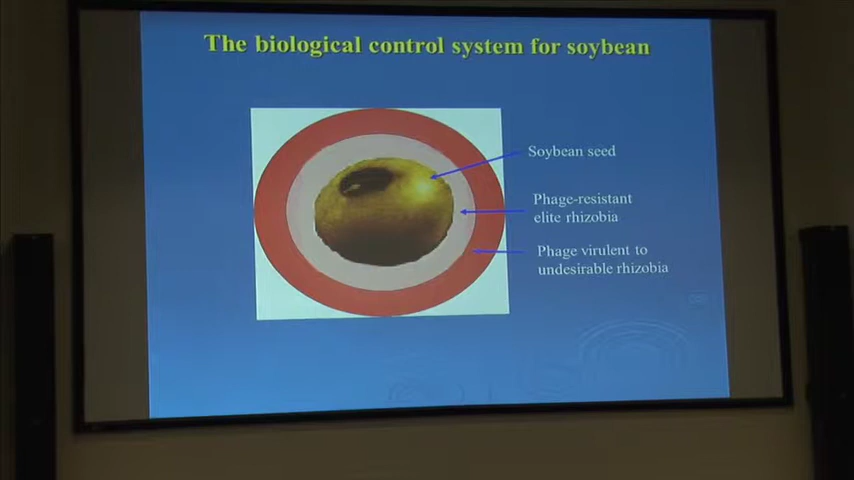 The biological control system for soybean
Soybean seed
Phage-resistant
elite rhizobia
Phage virulent to
undesirable rhizobia